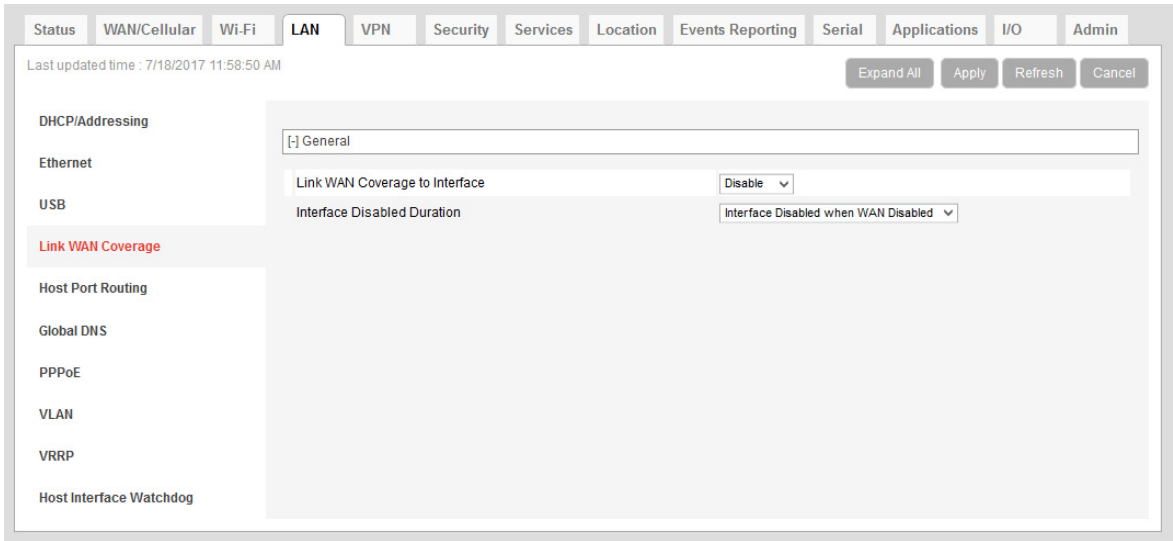 Status WAN/Cellular Wi-Fi LAN VPN Security Services Location Events Reporting Serial Applications I/O Admin
Last updated time : 7/18/2017 11:58:50 AM
Expand All Apply Refresh Cancel
DHCP/Addressing
Ethernet
USB
Link WAN Coverage
Host Port Routing
Global DNS
PPPoE
VLAN
VRRP
Host Interface Watchdog
[-] General
Link WAN Coverage to Interface Disable
Interface Disabled Duration Interface Disabled when WAN Disabled